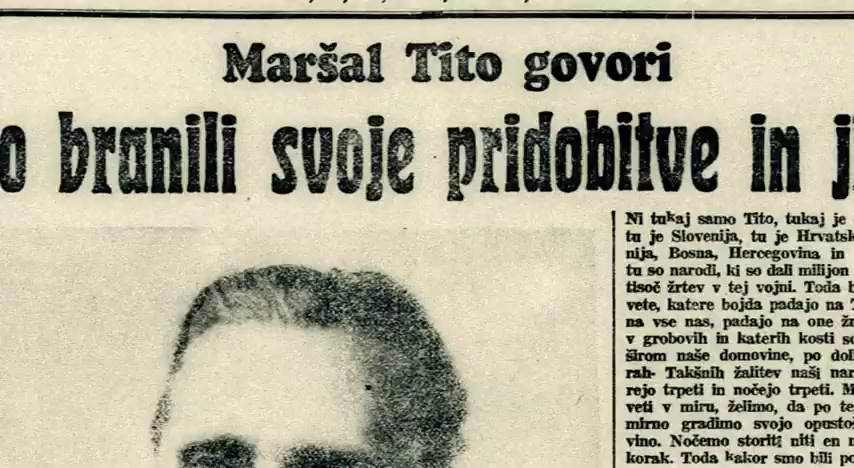 Maršal Tito govori
o branili svoje pridobitve in j
Ni tukaj samo Tito, tukaj je
tu je Slovenija, tu je Hrvatsk
nija, Bosna, Hercegovina in
tu so narodi, ki so dali milijon
tisoč žrtev v tej vojni. Toda b
vete, katere bojda padajo na T
na vse nas, padajo na one žr
v grobovih in katerih kosti so
širom naše domovine, po dol
rah- Takšnih žalitev naši nar
rejo trpeti in nočejo trpeti. M
veti v miru, želimo, da po te
mirno gradimo svojo opustoš
vino. Nočemo storiti niti en n
korak. Toda kakor smo bili po